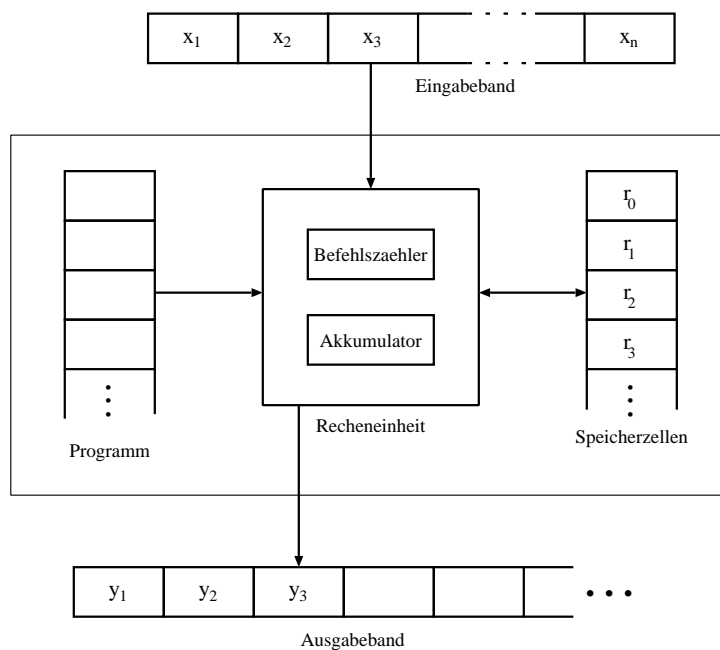 x₁ x₂ x₃ xₙ
Eingabeband
r₀
Befehlszaehler
r₁
r₂
Akkumulator
r₃
Recheneinheit
Programm
Speicherzellen
y₁ y₂ y₃
Ausgabeband